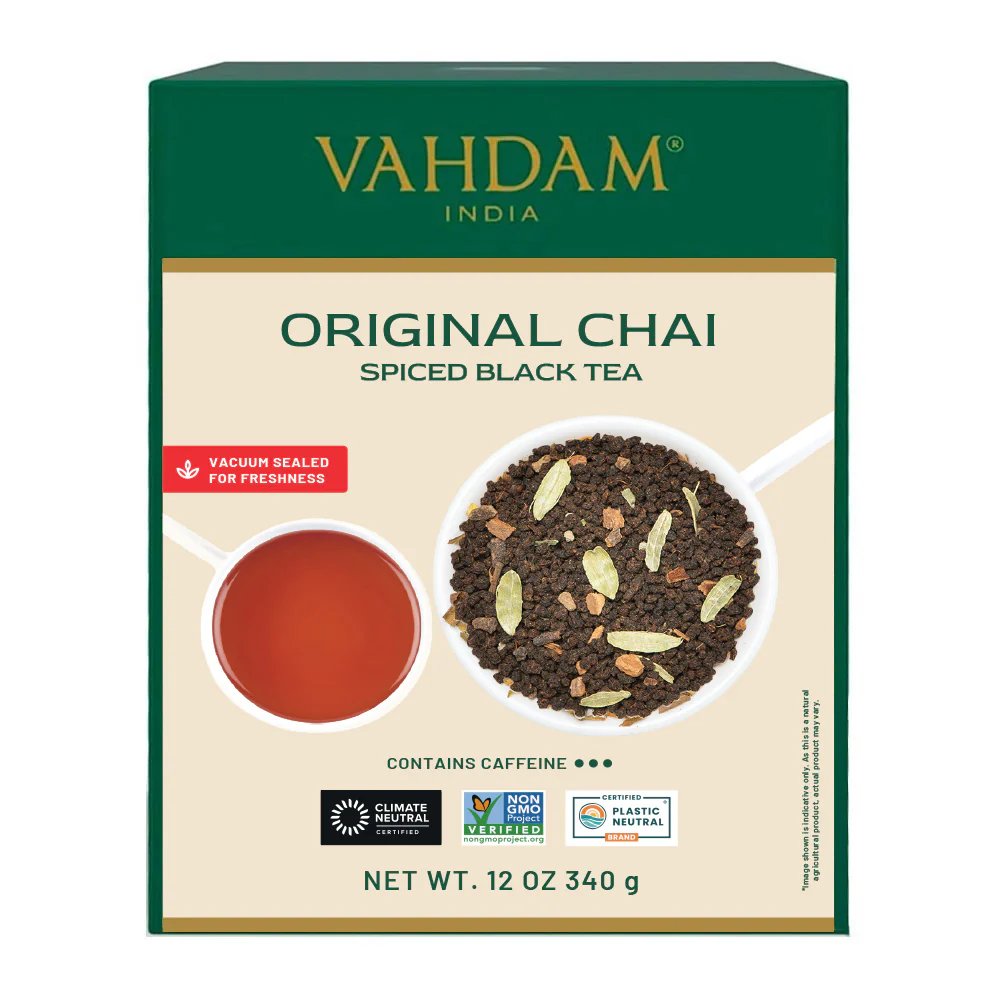 VAHDAM®
INDIA
ORIGINAL CHAI
SPICED BLACK TEA
VACUUM SEALED
FOR FRESHNESS
CONTAINS CAFFEINE
CLIMATE
NEUTRAL
CERTIFIED
NON
GMO
Project
VERIFIED
nongmoproject.org
CERTIFIED
PLASTIC
NEUTRAL
BRAND
NET WT. 12 OZ 340 g
*Image shown is indicative only. As this is a natural
agricultural product, actual product may vary.